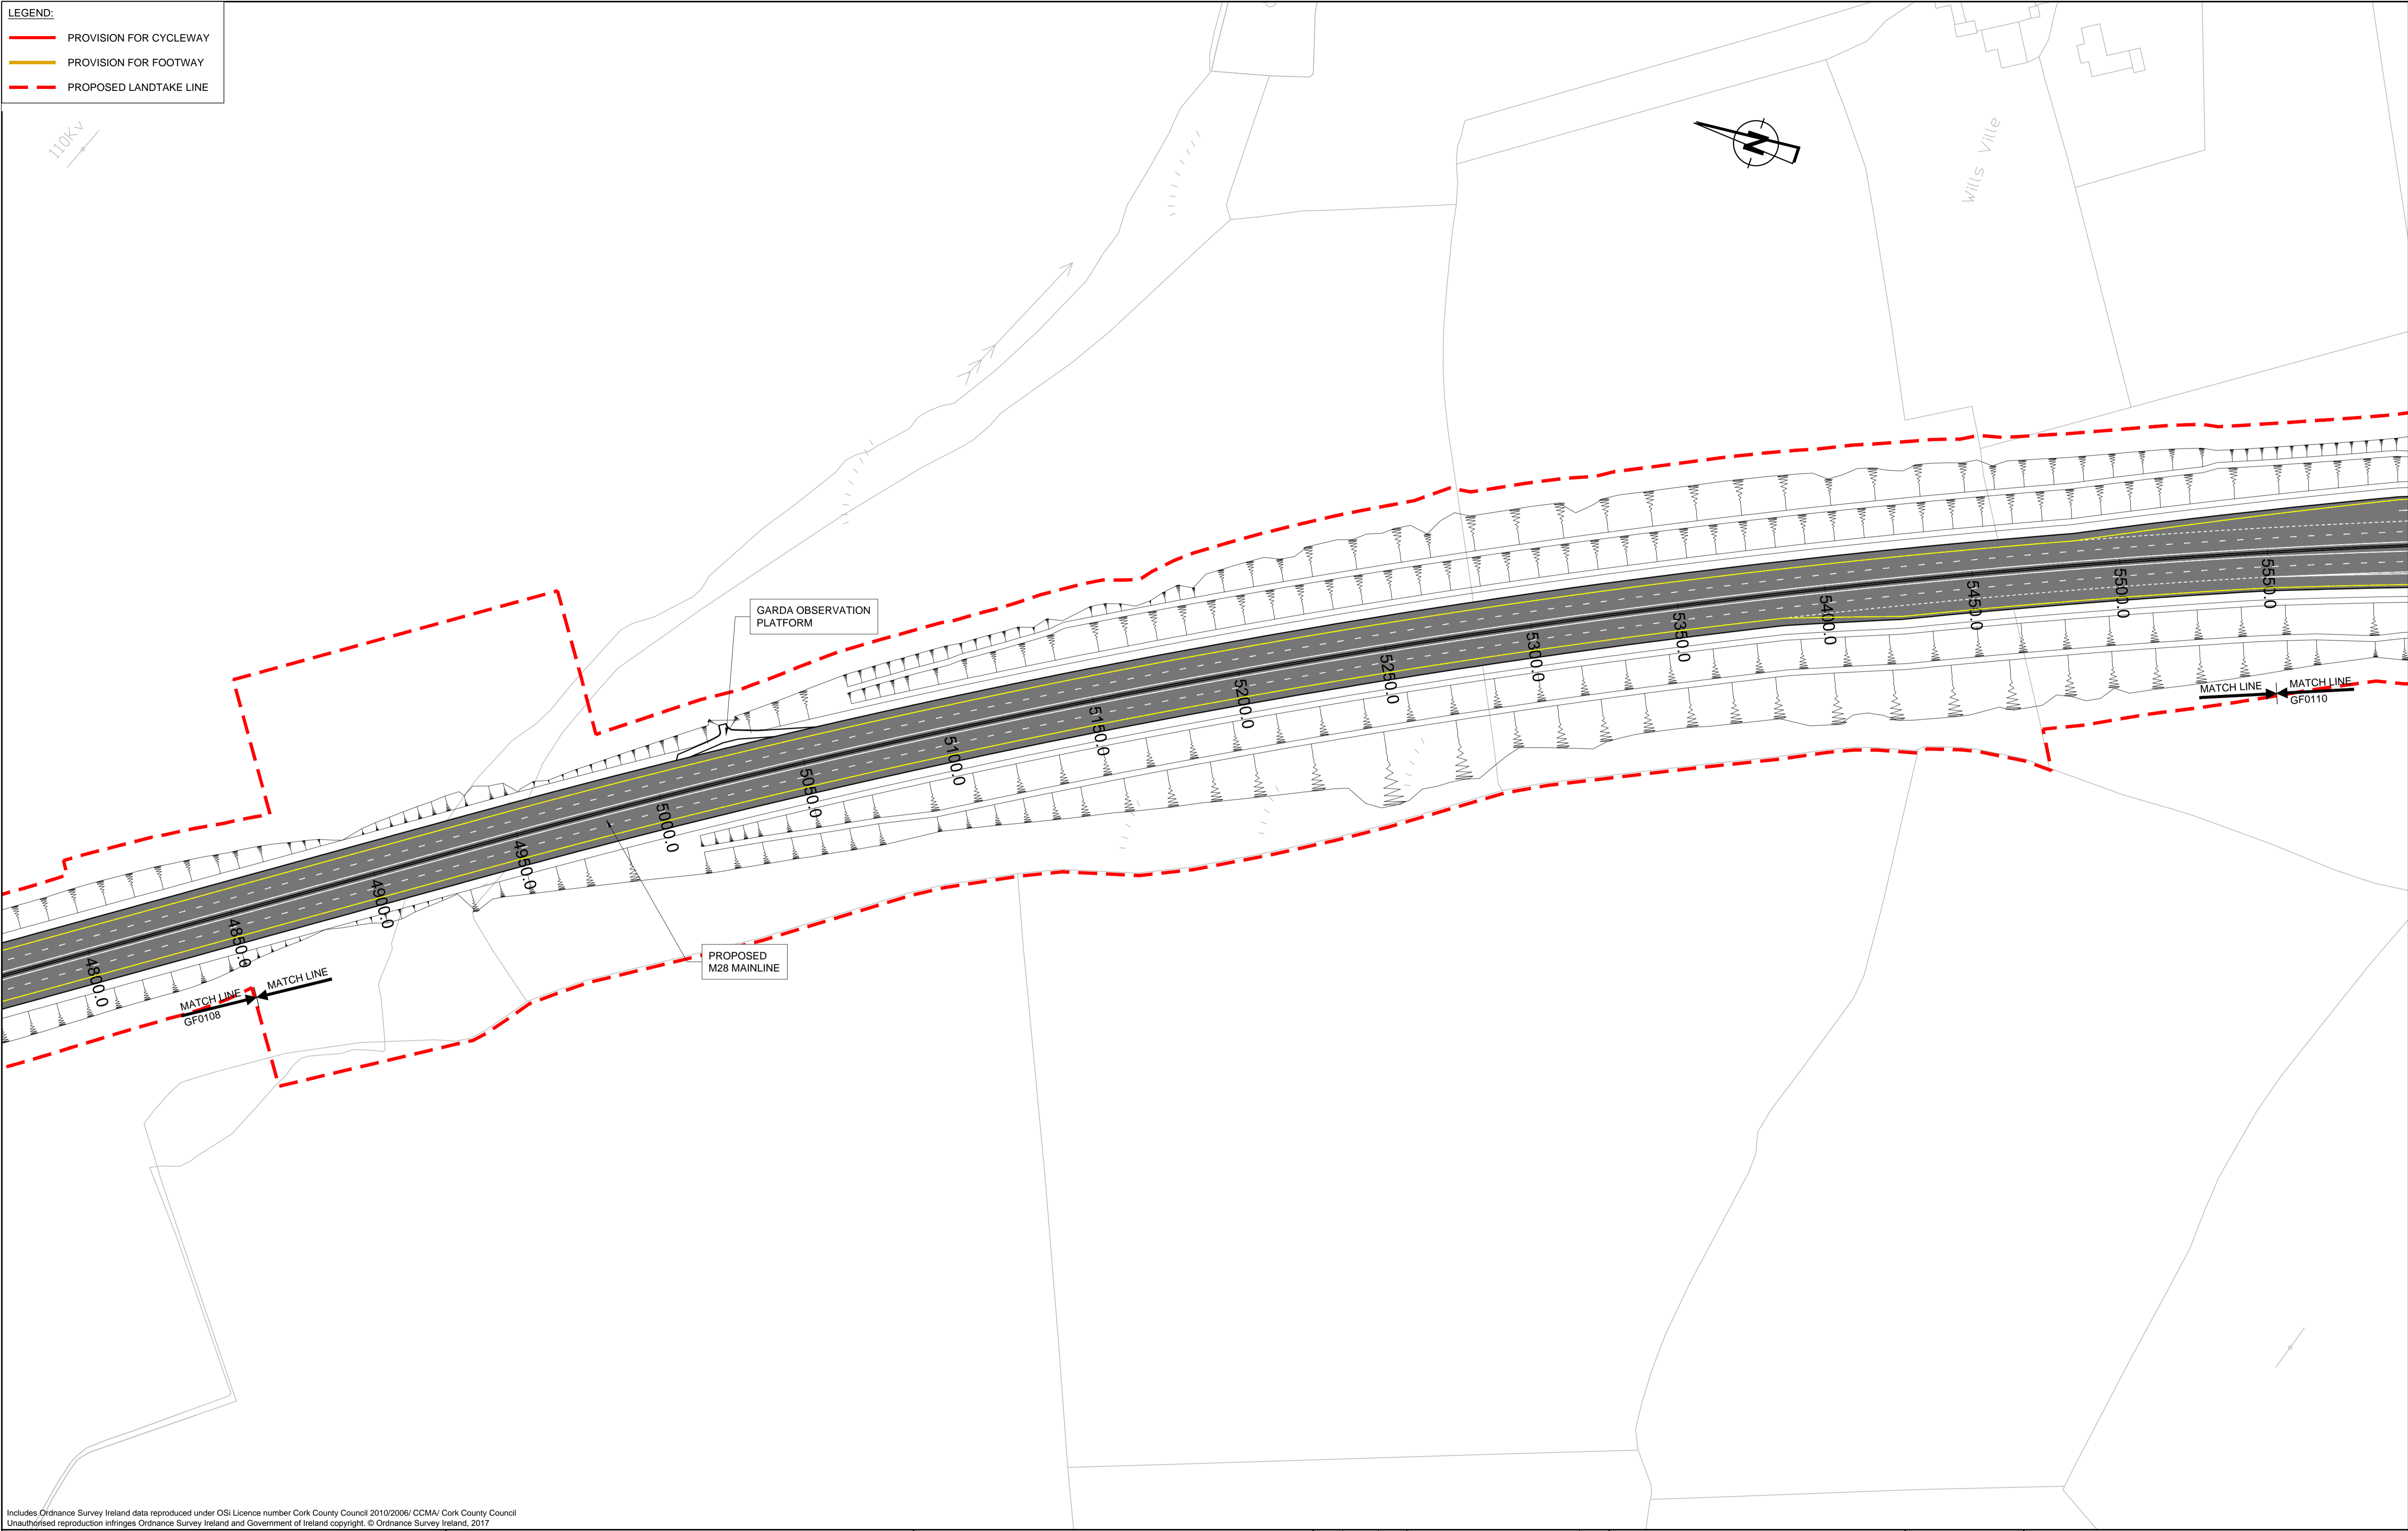 LEGEND:
PROVISION FOR CYCLEWAY
PROVISION FOR FOOTWAY
PROPOSED LANDTAKE LINE
110Kv
N
Wills Ville
GARDA OBSERVATION
PLATFORM
4800.0
4850.0
4900.0
4950.0
5000.0
5050.0
5100.0
5150.0
5200.0
5250.0
5300.0
5350.0
5400.0
5450.0
5500.0
5550.0
MATCH LINE
GF0108
MATCH LINE
MATCH LINE
MATCH LINE
GF0110
PROPOSED
M28 MAINLINE
Includes Ordnance Survey Ireland data reproduced under OSi Licence number Cork County Council 2010/2006/ CCMA/ Cork County Council
Unauthorised reproduction infringes Ordnance Survey Ireland and Government of Ireland copyright. © Ordnance Survey Ireland, 2017